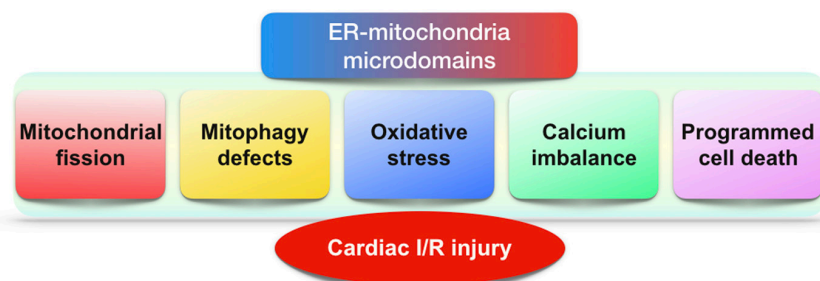 ER-mitochondria
microdomains
Mitochondrial
fission
Mitophagy
defects
Oxidative
stress
Calcium
imbalance
Programmed
cell death
Cardiac I/R injury